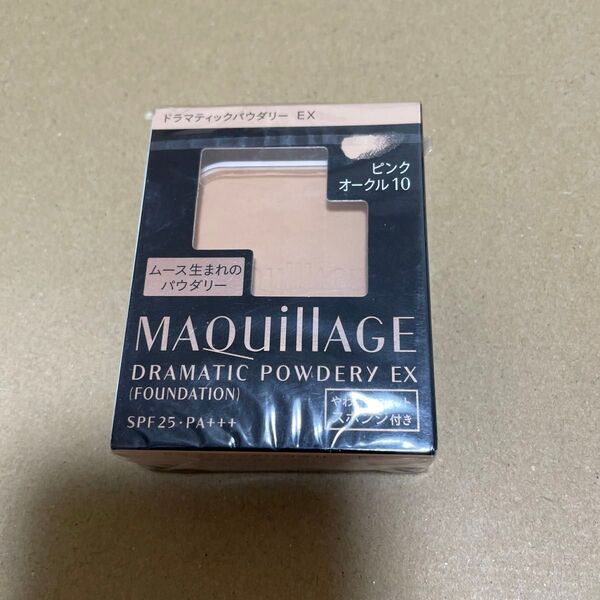 ドラマティックパウダリー EX
ピンク
オークル10
ムース生まれの
パウダリー
MAQuillAGE
DRAMATIC POWDERY EX
(FOUNDATION)
SPF25・PA+++
スポンジ付き